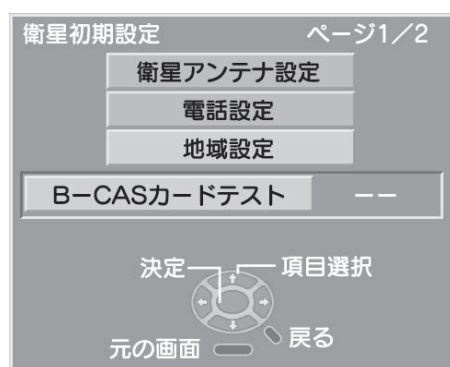 衛星初期設定 ページ1／2
衛星アンテナ設定
電話設定
地域設定
B−CASカードテスト −−
決定 項目選択
元の画面 戻る